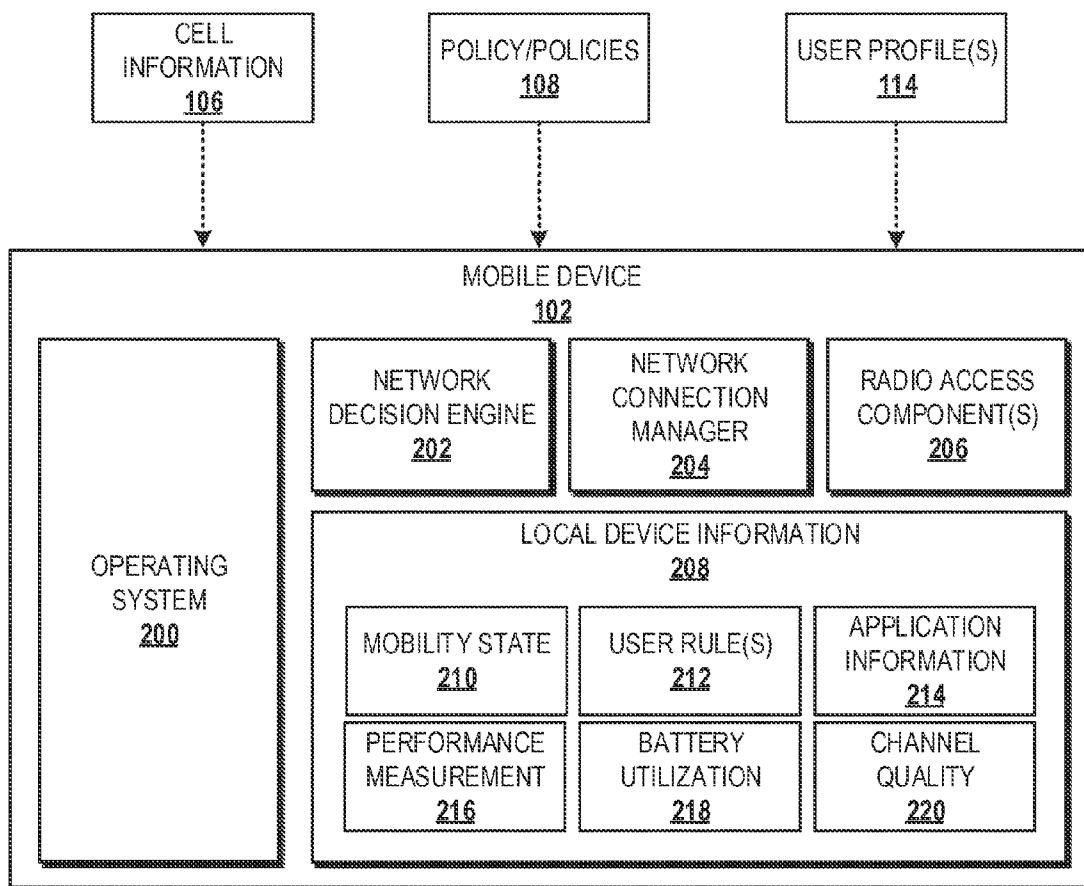 CELL
INFORMATION
106
POLICY/POLICIES
108
USER PROFILE(S)
114
MOBILE DEVICE
102
OPERATING
SYSTEM
200
NETWORK
DECISION ENGINE
202
NETWORK
CONNECTION
MANAGER
204
RADIO ACCESS
COMPONENT(S)
206
LOCAL DEVICE INFORMATION
208
MOBILITY STATE
210
USER RULE(S)
212
APPLICATION
INFORMATION
214
PERFORMANCE
MEASUREMENT
216
BATTERY
UTILIZATION
218
CHANNEL
QUALITY
220